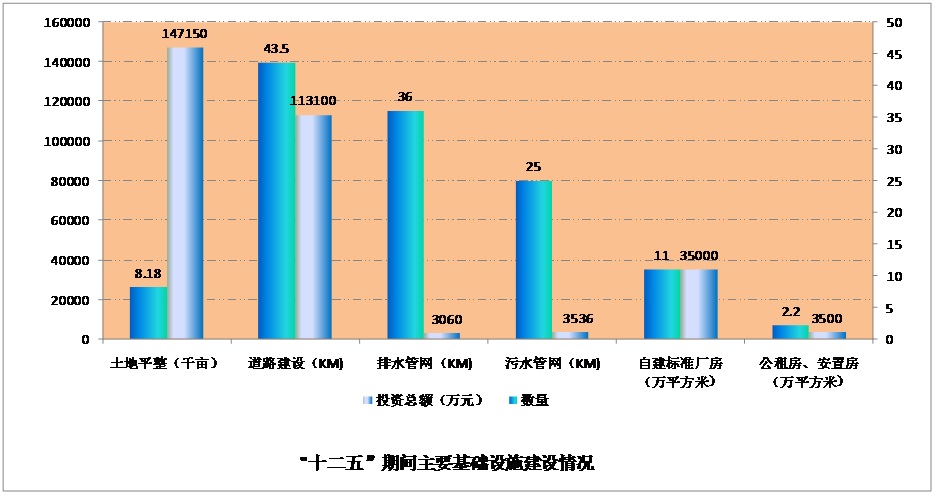 160000
140000
120000
100000
80000
60000
40000
20000
0
50
45
40
35
30
25
20
15
10
5
0
8.18
147150
43.5
113100
36
3060
25
3536
11
35000
2.2
3500
土地平整（千亩）
道路建设（KM)
排水管网（KM)
污水管网（KM)
自建标准厂房
（万平方米）
公租房、安置房
（万平方米）
投资总额（万元）
数量
“十二五”期间主要基础设施建设情况